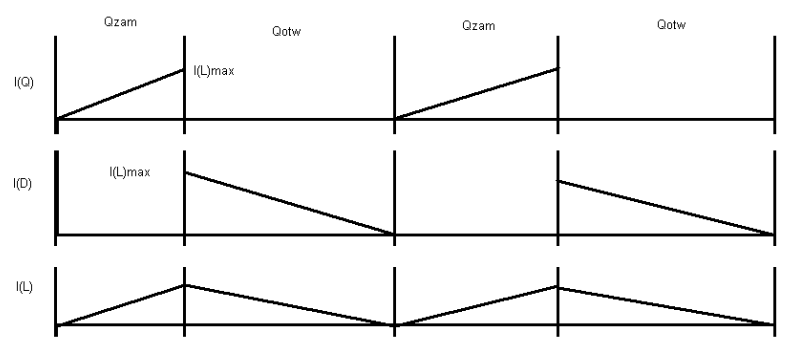 Qzam
Qotw
Qzam
Qotw
I(Q)
I(L)max
I(D)
I(L)max
I(L)